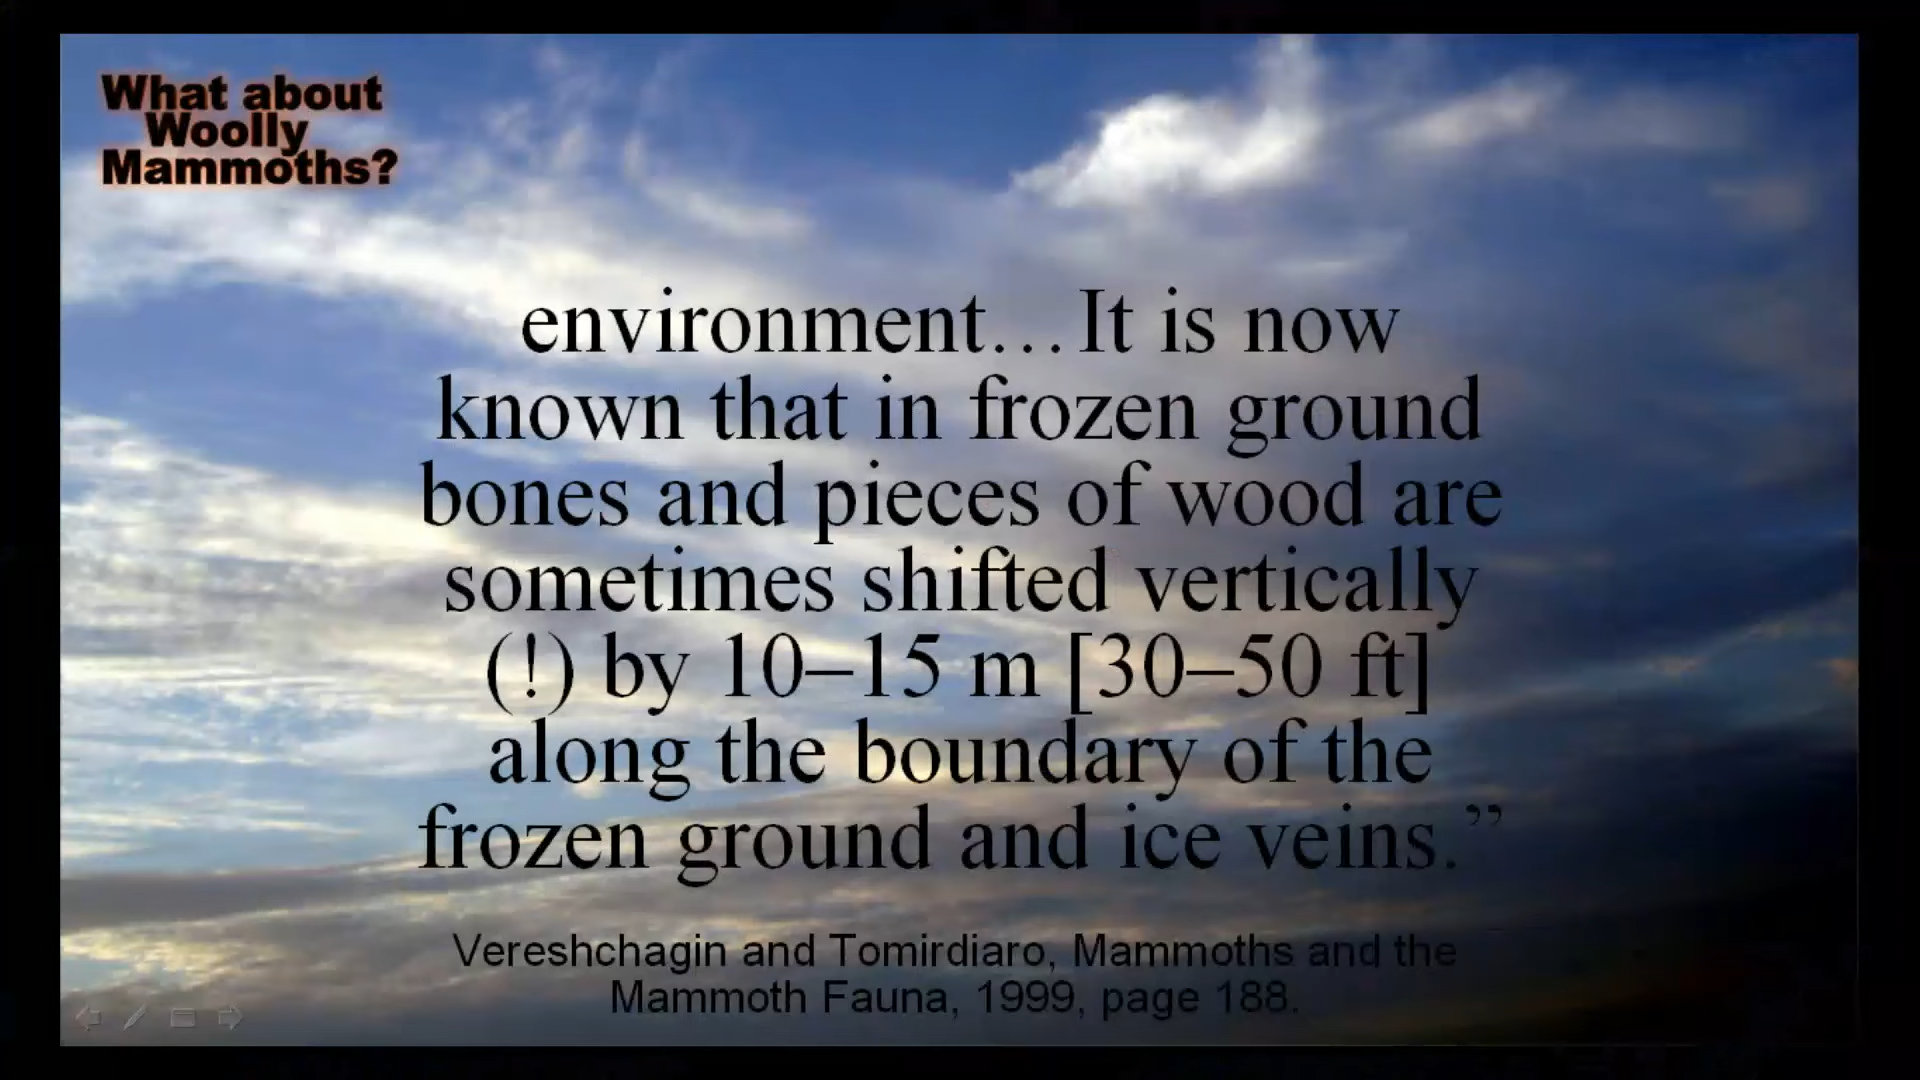 What about
Woolly
Mammoths?
environment…It is now
known that in frozen ground
bones and pieces of wood are
sometimes shifted vertically
(!) by 10–15 m [30–50 ft]
along the boundary of the
frozen ground and ice veins.”
Vereshchagin and Tomirdiaro, Mammoths and the
Mammoth Fauna, 1999, page 188.